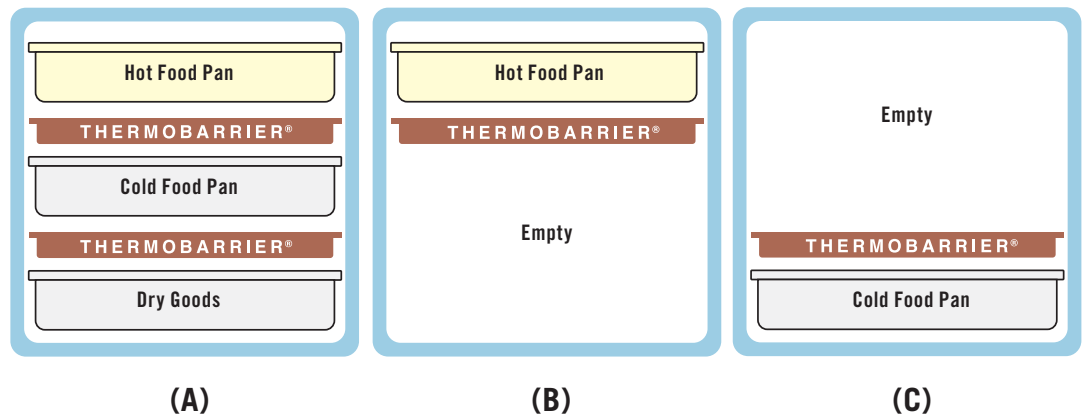 Hot Food Pan
THERMOBARRIER®
Cold Food Pan
THERMOBARRIER®
Dry Goods
(A)
Hot Food Pan
THERMOBARRIER®
Empty
(B)
Empty
THERMOBARRIER®
Cold Food Pan
(C)